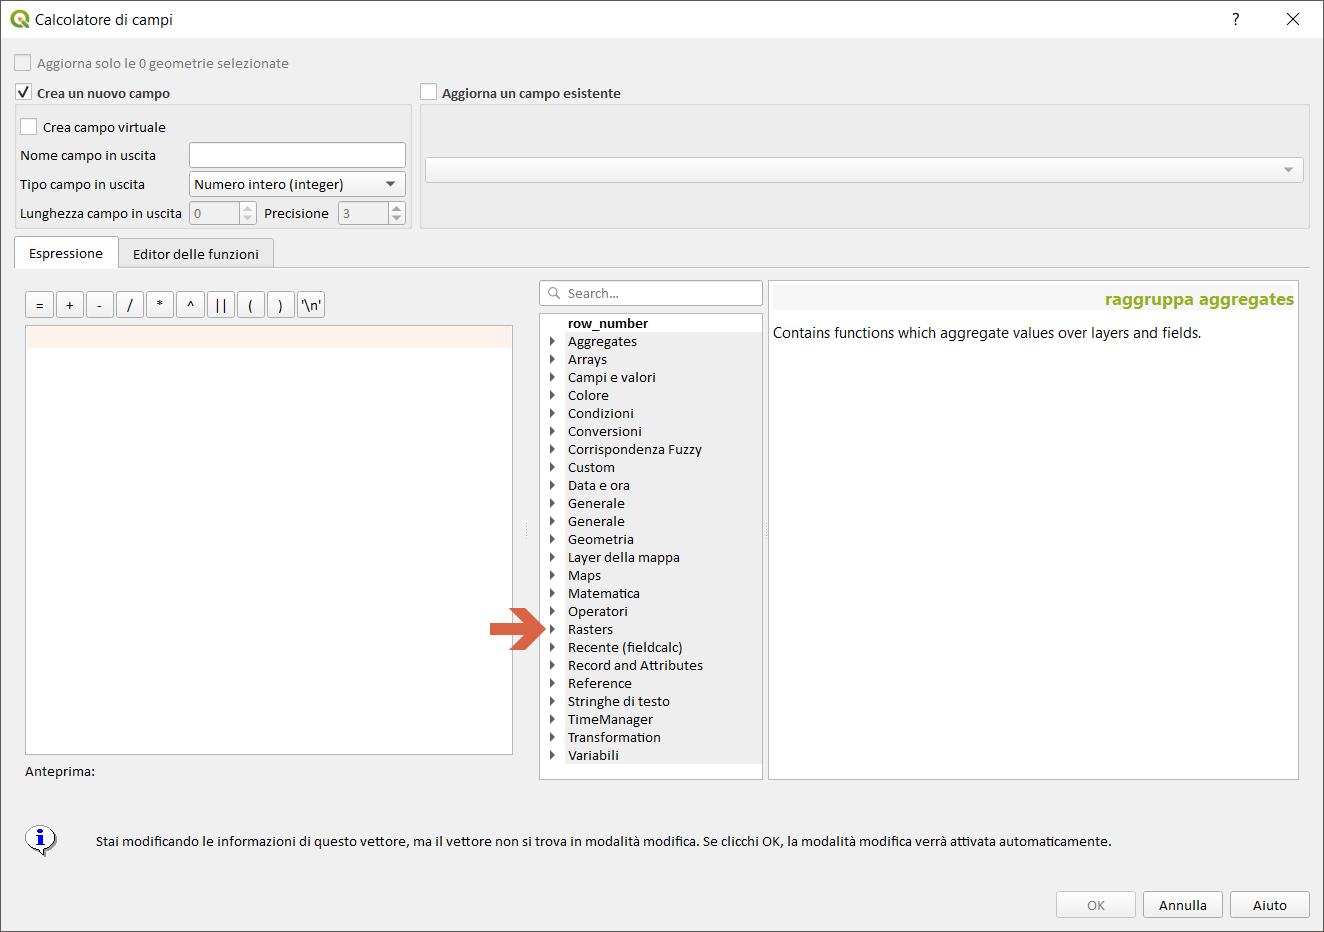 Calcolatore di campi
?
Aggiorna solo le 0 geometrie selezionate
Crea un nuovo campo
Aggiorna un campo esistente
Crea campo virtuale
Nome campo in uscita
Tipo campo in uscita Numero intero (integer)
Lunghezza campo in uscita 0 Precisione 3
Espressione Editor delle funzioni
= + - / * ^ || ( ) '\n'
Search...
row_number
Aggregates
Arrays
Campi e valori
Colore
Condizioni
Conversioni
Corrispondenza Fuzzy
Custom
Data e ora
Generale
Generale
Geometria
Layer della mappa
Maps
Matematica
Operatori
Rasters
Recente (fieldcalc)
Record and Attributes
Reference
Stringhe di testo
TimeManager
Transformation
Variabili
raggruppa aggregates
Contains functions which aggregate values over layers and fields.
Anteprima:
Stai modificando le informazioni di questo vettore, ma il vettore non si trova in modalità modifica. Se clicchi OK, la modalità modifica verrà attivata automaticamente.
OK Annulla Aiuto